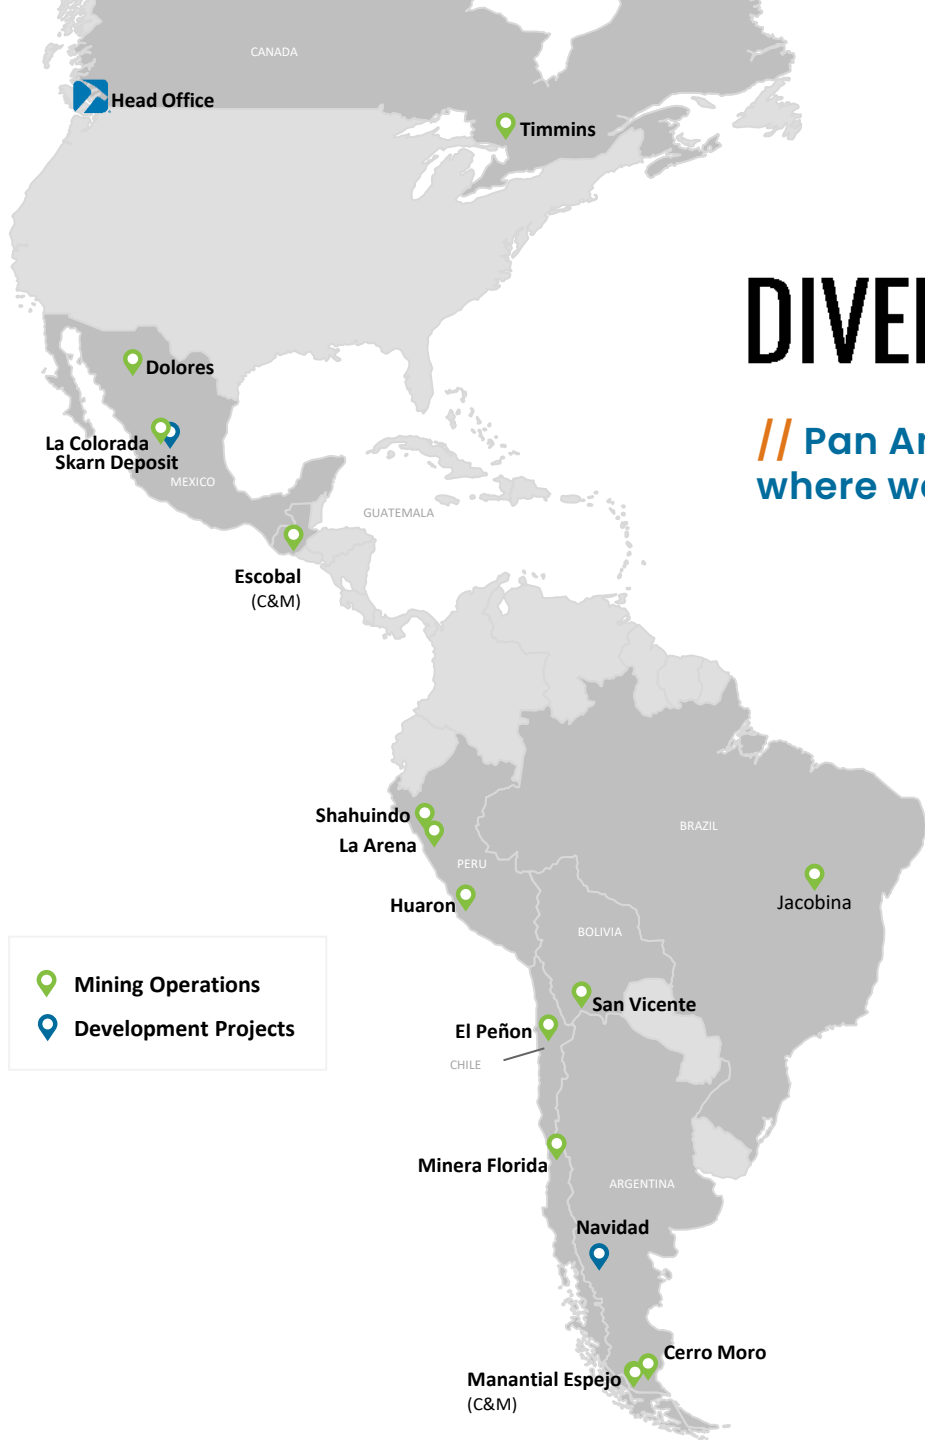 CANADA
Head Office
Timmins
DIVE
// Pan A
where w
Dolores
La Colorada
Skarn Deposit
MEXICO
GUATEMALA
Escobal
(C&M)
Shahuindo
La Arena
PERU
BRAZIL
Huaron
Jacobina
BOLIVIA
Mining Operations
Development Projects
San Vicente
El Peñon
CHILE
Minera Florida
ARGENTINA
Navidad
Cerro Moro
Manantial Espejo
(C&M)